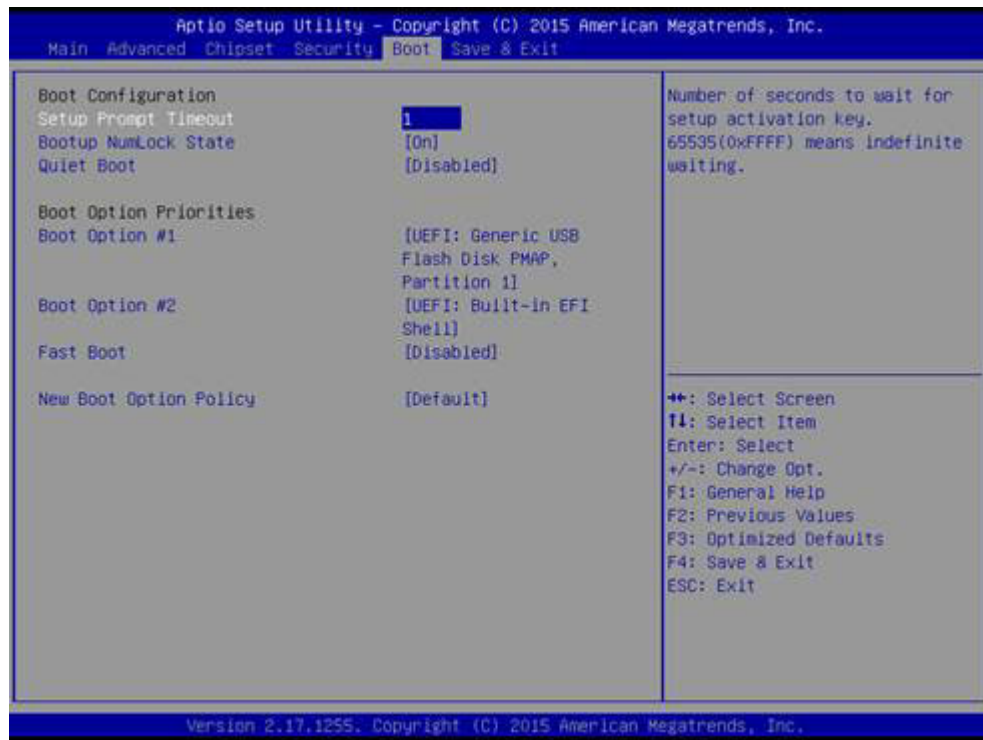 Aptio Setup Utility – Copyright (C) 2015 American Megatrends, Inc.
Main Advanced Chipset Security Boot Save & Exit
Boot Configuration
Setup Prompt Timeout 1
Bootup NumLock State [On]
Quiet Boot [Disabled]
Boot Option Priorities
Boot Option #1 [UEFI: Generic USB
Flash Disk PMAP,
Partition 1]
Boot Option #2 [UEFI: Built-in EFI
Shell]
Fast Boot [Disabled]
New Boot Option Policy [Default]
Number of seconds to wait for
setup activation key.
65535(0xFFFF) means indefinite
waiting.
→←: Select Screen
↑↓: Select Item
Enter: Select
+/-: Change Opt.
F1: General Help
F2: Previous Values
F3: Optimized Defaults
F4: Save & Exit
ESC: Exit
Version 2.17.1255. Copyright (C) 2015 American Megatrends, Inc.